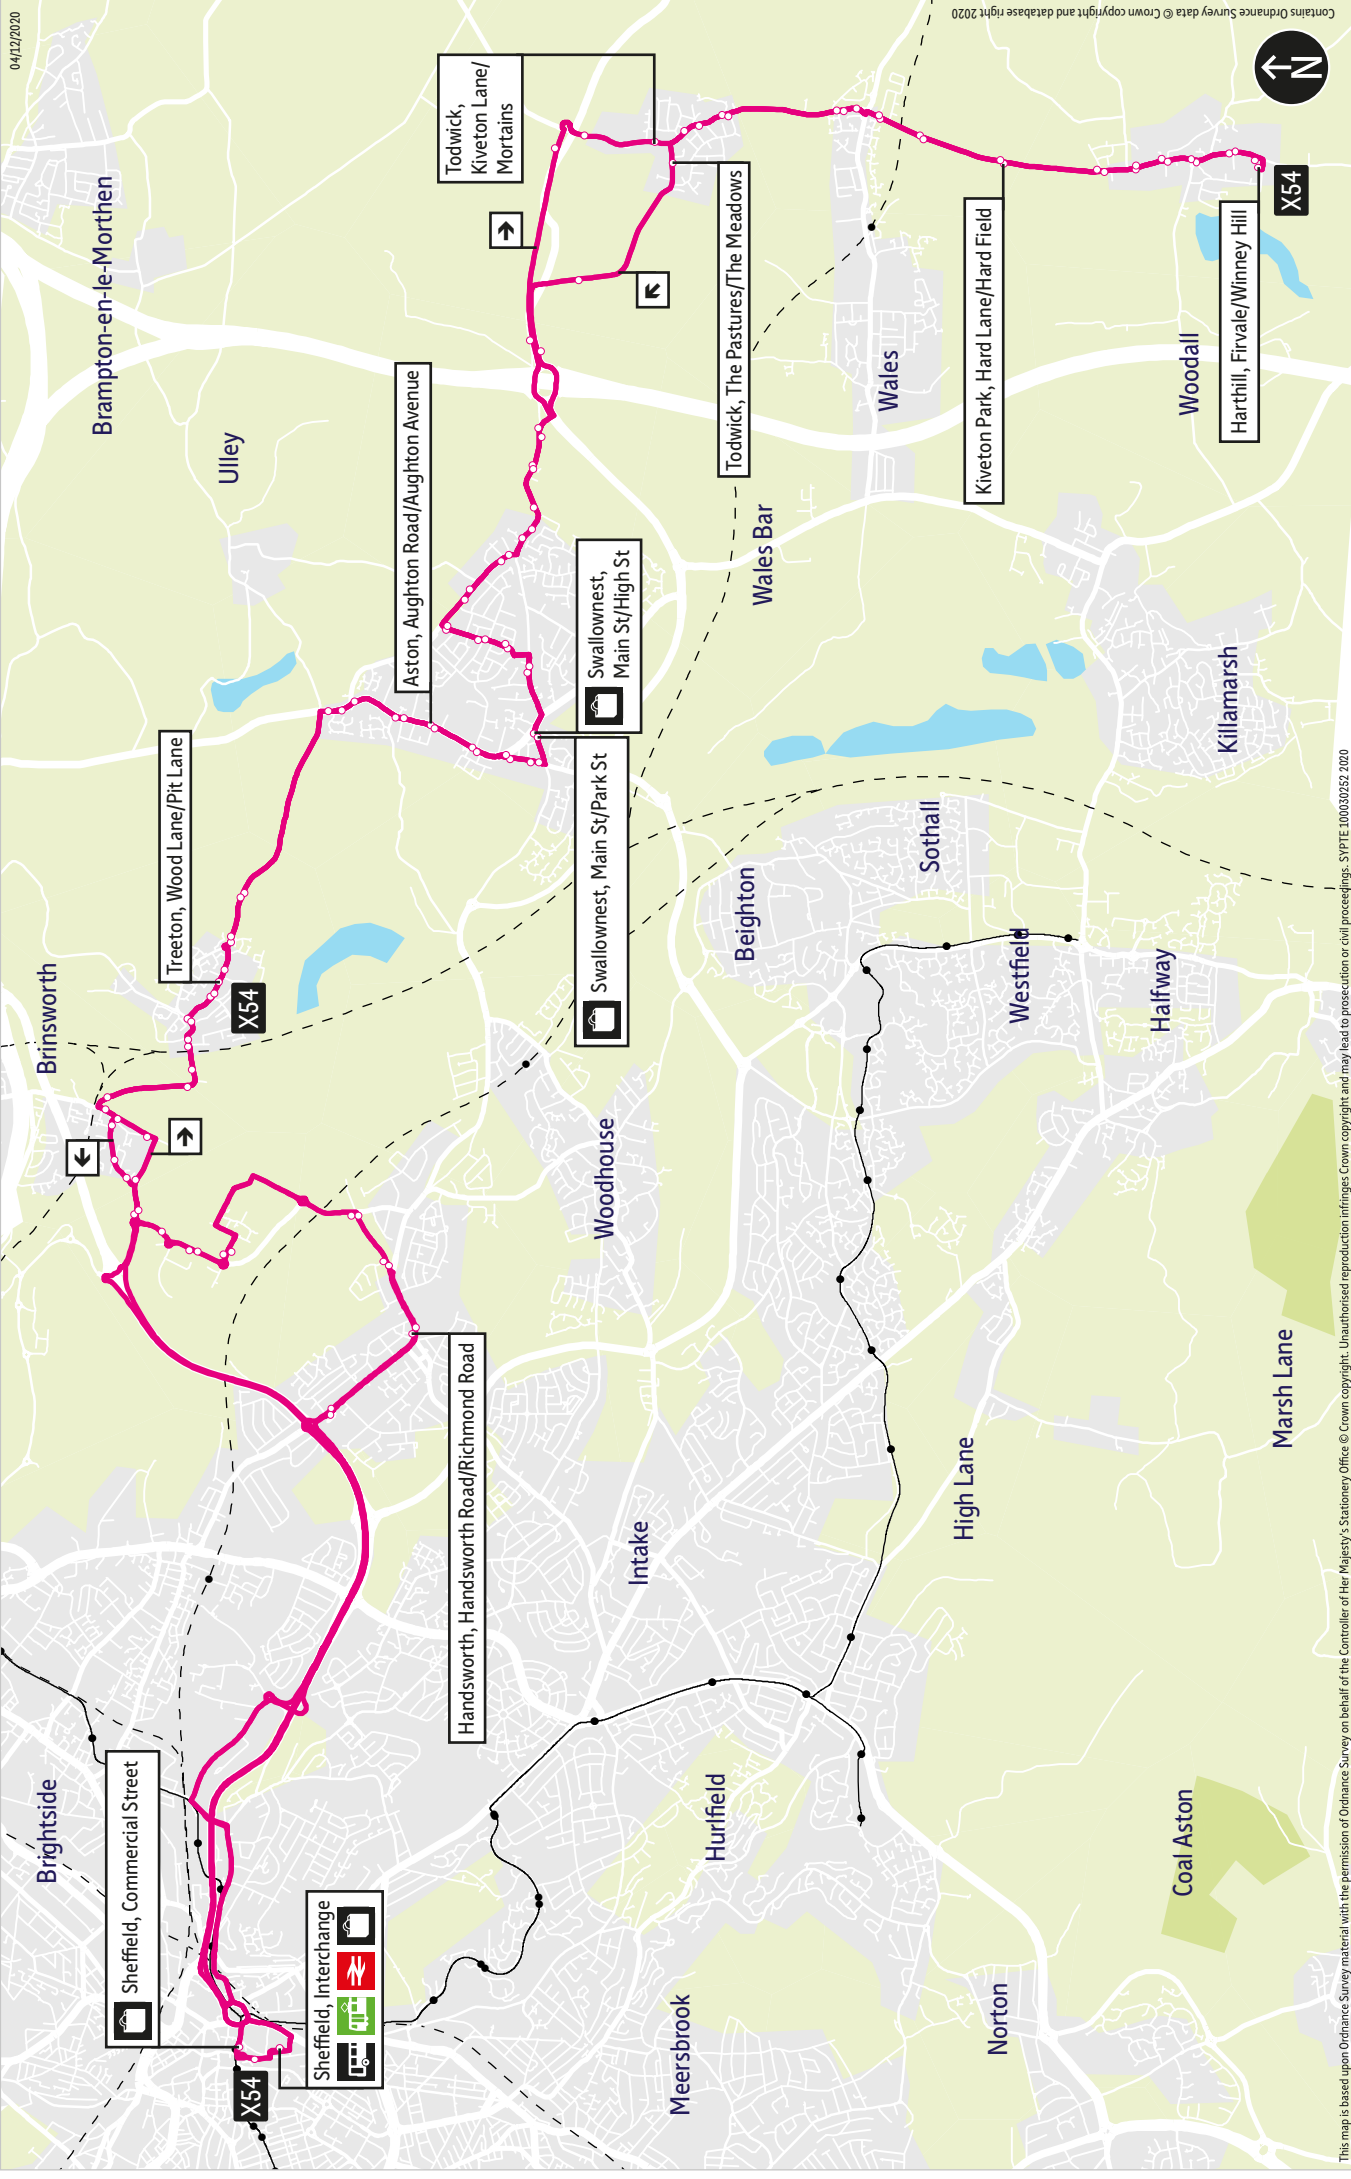 04/12/2020
Brampton-en-le-Morthen
Ulley
Brinsworth
Brightside
Todwick,
Kiveton Lane/
Mortains
Todwick, The Pastures/The Meadows
Aston, Aughton Road/Aughton Avenue
Swallownest,
Main St/High St
Swallownest, Main St/Park St
Treeton, Wood Lane/Pit Lane
X54
Handsworth, Handsworth Road/Richmond Road
Sheffield, Commercial Street
Sheffield, Interchange
X54
Kiveton Park, Hard Lane/Hard Field
Harthill, Firvale/Winney Hill
X54
Wales
Woodall
Wales Bar
Killamarsh
Sothall
Beighton
Westfield
Halfway
Woodhouse
Marsh Lane
High Lane
Intake
Hurlfield
Coal Aston
Norton
Meersbrook
N
Contains Ordnance Survey data © Crown copyright and database right 2020
This map is based upon Ordnance Survey material with the permission of Ordnance Survey on behalf of the Controller of Her Majesty's Stationery Office © Crown copyright. Unauthorised reproduction infringes Crown copyright and may lead to prosecution or civil proceedings. SYPTE 100030252 2020